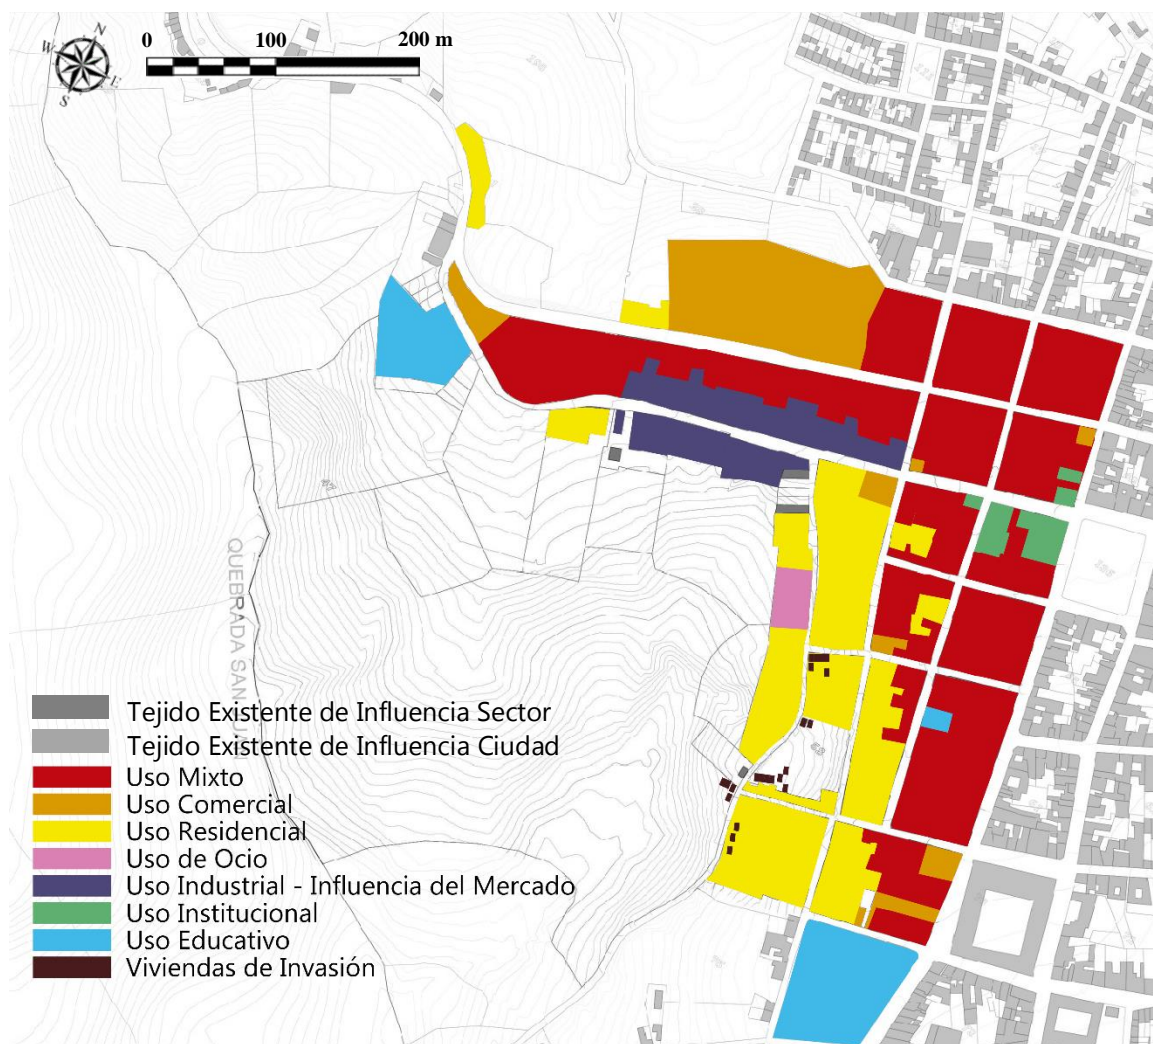 N
W
E
S
0 100 200 m
QUEBRADA SAN JUAN
Tejido Existente de Influencia Sector
Tejido Existente de Influencia Ciudad
Uso Mixto
Uso Comercial
Uso Residencial
Uso de Ocio
Uso Industrial - Influencia del Mercado
Uso Institucional
Uso Educativo
Viviendas de Invasión